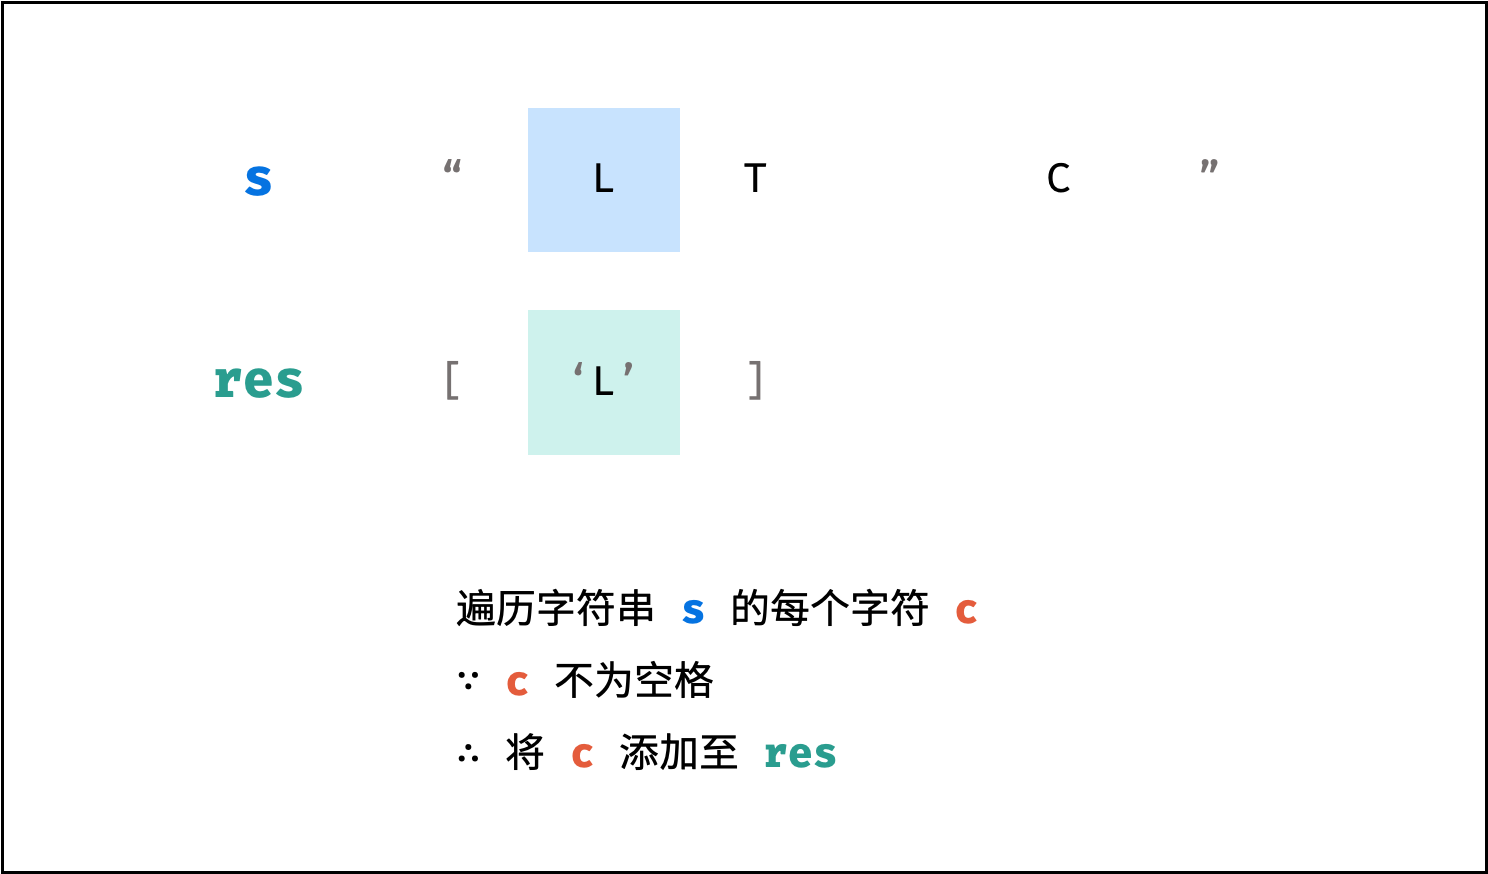 s “ L T C ”
res [ ‘L’ ]
遍历字符串 s 的每个字符 c
∵ c 不为空格
∴ 将 c 添加至 res